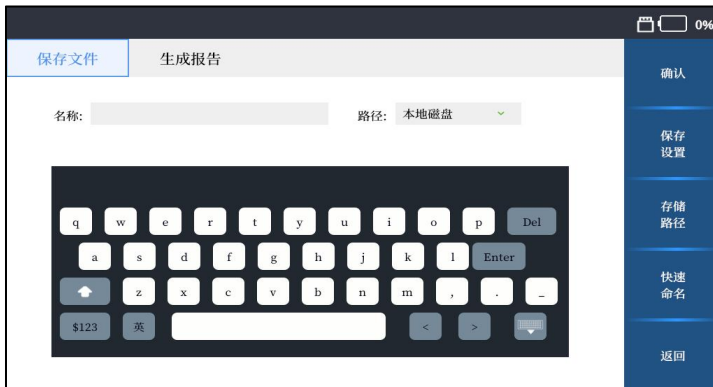 0%
保存文件 生成报告
名称: 路径: 本地磁盘
q w e r t y u i o p Del
a s d f g h j k l Enter
z x c v b n m , . _
$123 英 < >
确认
保存
设置
存储
路径
快速
命名
返回